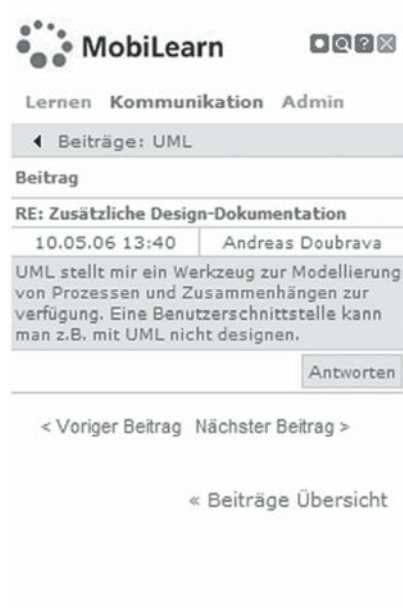 MobiLearn
Lernen Kommunikation Admin
Beiträge: UML
Beitrag
RE: Zusätzliche Design-Dokumentation
10.05.06 13:40 Andreas Doubrava
UML stellt mir ein Werkzeug zur Modellierung
von Prozessen und Zusammenhängen zur
verfügung. Eine Benutzerschnittstelle kann
man z.B. mit UML nicht designen.
Antworten
< Voriger Beitrag Nächster Beitrag >
« Beiträge Übersicht